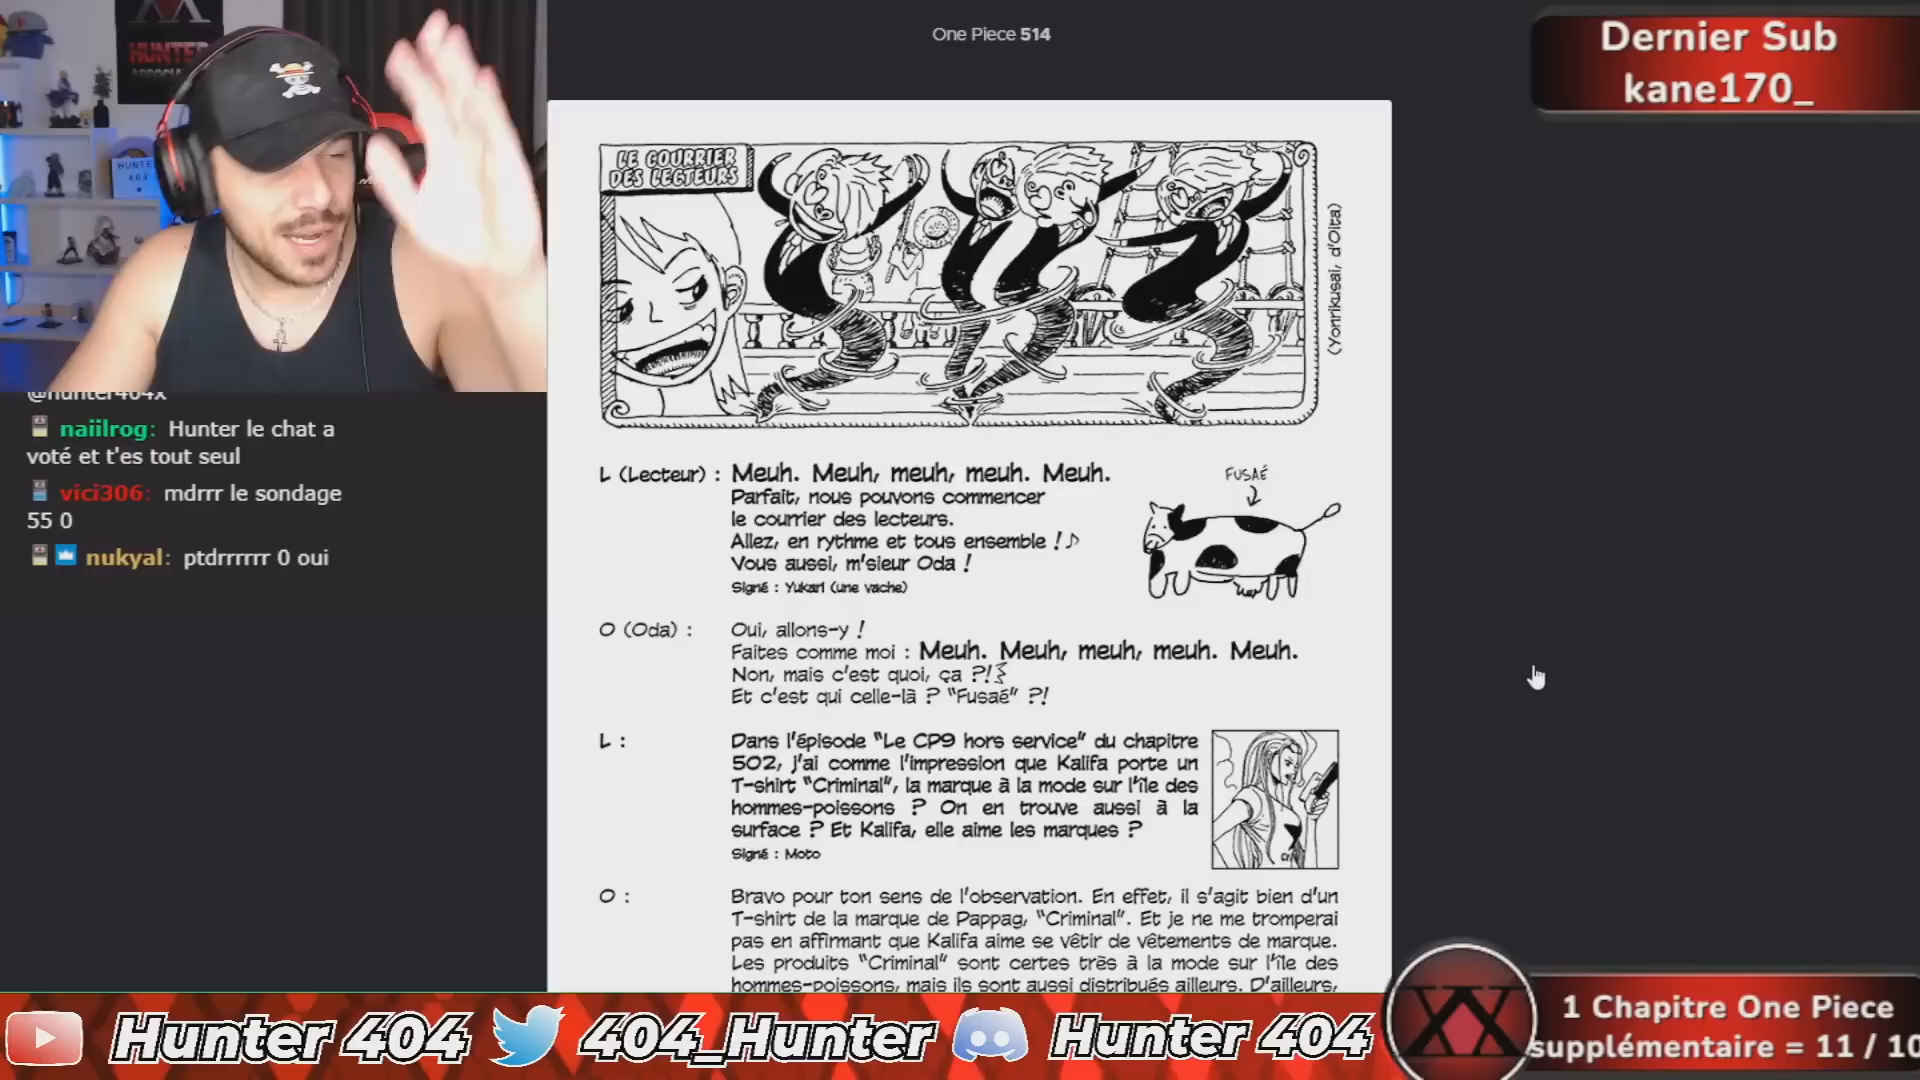 One Piece 514
Dernier Sub
kane170_
HUNTER
@hunter404x
naiilrog: Hunter le chat a
voté et t'es tout seul
vici306: mdrrr le sondage
55 0
nukyal: ptdrrrrrr 0 oui
LE COURRIER
DES LECTEURS
(Yonrikusai, d'Oita)
L (Lecteur) : Meuh. Meuh, meuh, meuh. Meuh.
Parfait, nous pouvons commencer
le courrier des lecteurs.
Allez, en rythme et tous ensemble !♪
Vous aussi, m'sieur Oda !
Signé : Yukari (une vache)
FUSAÉ
O (Oda) : Oui, allons-y !
Faites comme moi : Meuh. Meuh, meuh, meuh. Meuh.
Non, mais c'est quoi, ça ?!
Et c'est qui celle-là ? "Fusaé" ?!
L : Dans l'épisode "Le CP9 hors service" du chapitre
502, j'ai comme l'impression que Kalifa porte un
T-shirt "Criminal", la marque à la mode sur l'île des
hommes-poissons ? On en trouve aussi à la
surface ? Et Kalifa, elle aime les marques ?
Signé : Moto
O : Bravo pour ton sens de l'observation. En effet, il s'agit bien d'un
T-shirt de la marque de Pappag, "Criminal". Et je ne me tromperai
pas en affirmant que Kalifa aime se vêtir de vêtements de marque.
Les produits "Criminal" sont certes très à la mode sur l'île des
hommes-poissons, mais ils sont aussi distribués ailleurs. D'ailleurs,
Hunter 404
404_Hunter
Hunter 404
1 Chapitre One Piece
supplémentaire = 11 / 10